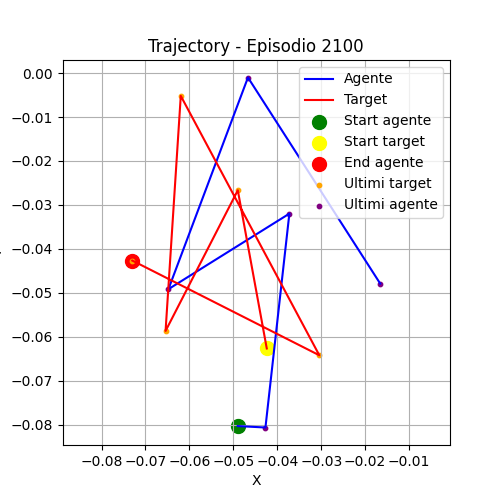 Trajectory - Episodio 2100
Agente
Target
Start agente
Start target
End agente
Ultimi target
Ultimi agente
0.00
−0.01
−0.02
−0.03
−0.04
−0.05
−0.06
−0.07
−0.08
−0.08 −0.07 −0.06 −0.05 −0.04 −0.03 −0.02 −0.01
X